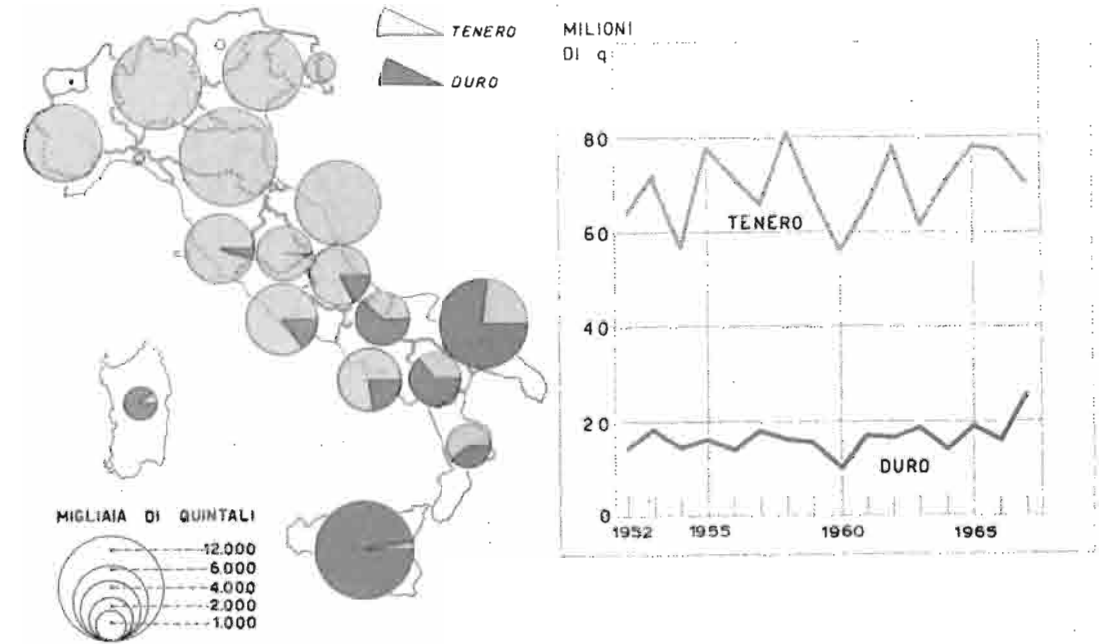 TENERO
DURO
MIGLIAIA DI QUINTALI
12.000
6.000
4.000
2.000
1.000
MILIONI
DI q
80
60
40
20
0
TENERO
DURO
1952
1955
1960
1965